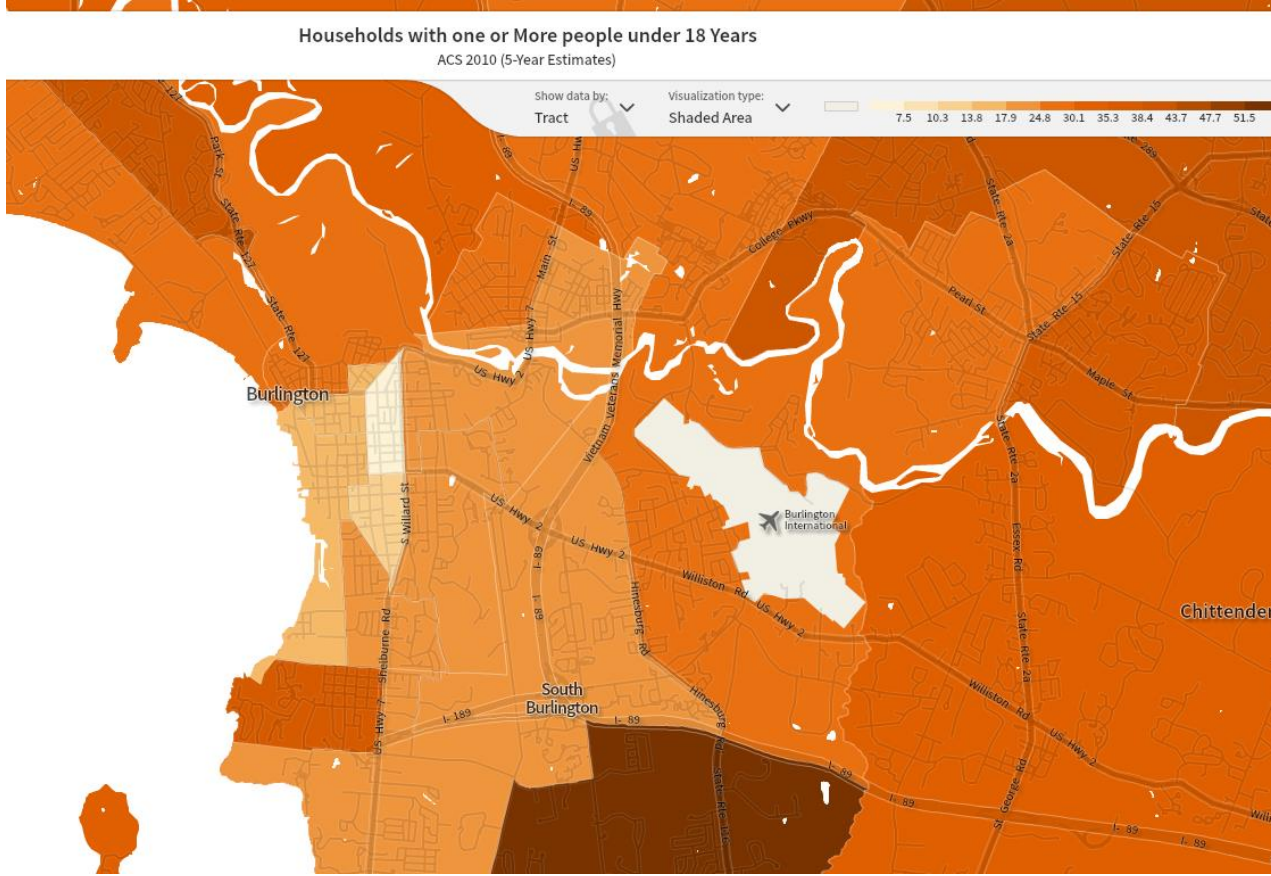 Households with one or More people under 18 Years
ACS 2010 (5-Year Estimates)
Show data by:
Tract
Visualization type:
Shaded Area
7.5 10.3 13.8 17.9 24.8 30.1 35.3 38.4 43.7 47.7 51.5
Park St
State Rte 127
State Rte 127
I- 89
US Hw
I- 89
Main St
US Hwy 7
College Pkwy
State Rte 2a
289
State Rte 15
State
Pearl St
State Rte 15
Maple St
Burlington
US Hwy 2
Vietnam Veterans Memorial Hwy
State Rte 2a
S Willard St
US Hwy 2
US Hwy 2
I- 89
I- 89
Burlington
International
Essex Rd
Williston Rd
US Hwy 2
Hinesburg Rd
Chittenden
State Rte 2a
Shelburne Rd
US Hwy 7
South
Burlington
I- 189
I- 89
Hinesburg Rd
State Rte 116
Williston Rd
US Hwy 2
I- 89
I- 89
St George Rd
I- 89
I- 89